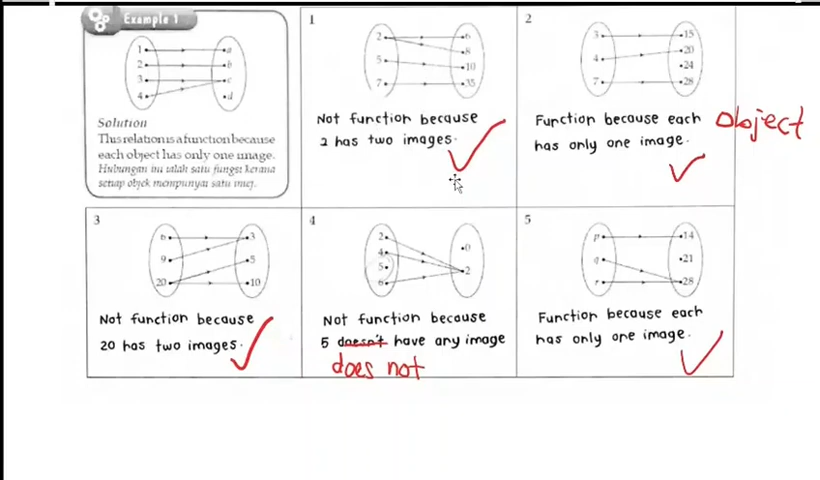 Example 1
1 a
2 b
3 c
4 d
Solution
This relation is a function because
each object has only one image.
Hubungan ini ialah satu fungsi kerana
setiap objek mempunyai satu imej.
1
2 6
8
5 10
7 35
Not function because
2 has two images.
2
3 15
4 20
24
7 28
Function because each object
has only one image.
3
6 3
9 5
20 10
Not function because
20 has two images.
4
2 0
4
5 2
6
Not function because
5 doesn't have any image
does not
5
p 14
q 21
r 28
Function because each
has only one image.